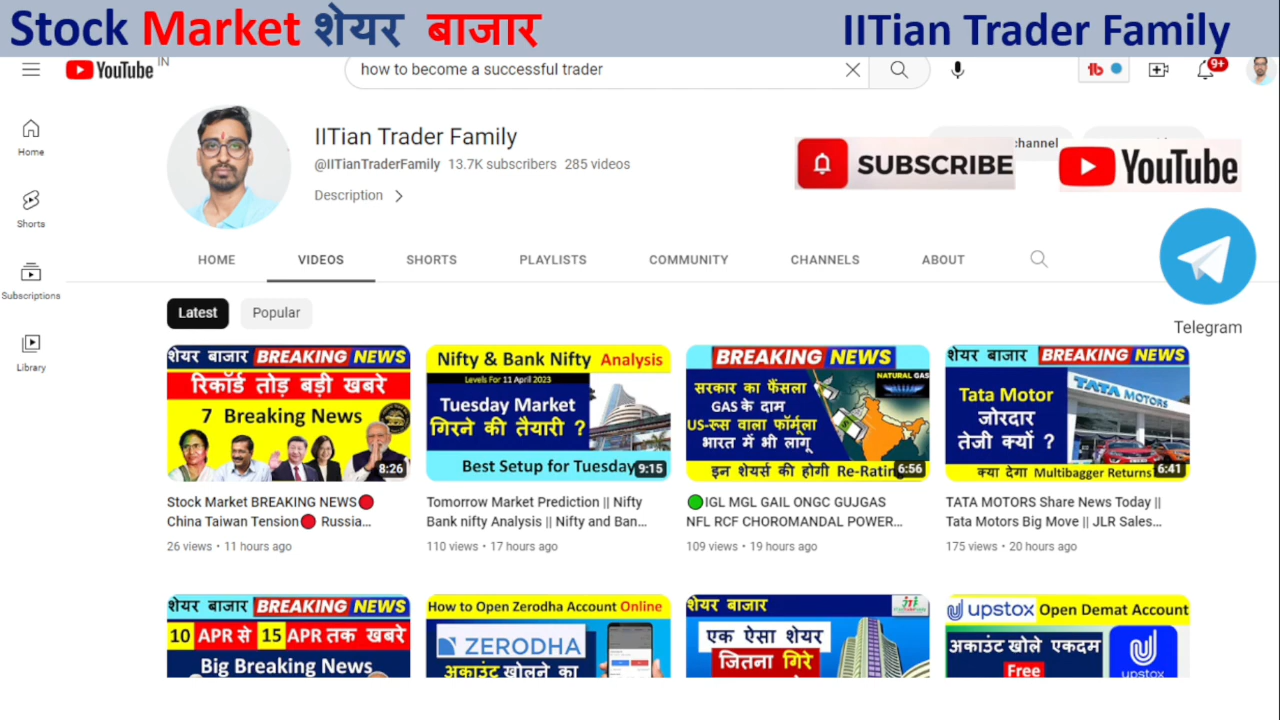 Stock Market शेयर बाजार
IITian Trader Family
YouTube IN
how to become a successful trader
9+
Home
Shorts
Subscriptions
Library
IITian Trader Family
@IITianTraderFamily 13.7K subscribers 285 videos
Description
channel
SUBSCRIBE
YouTube
Telegram
HOME VIDEOS SHORTS PLAYLISTS COMMUNITY CHANNELS ABOUT
Latest Popular
शेयर बाजार BREAKING NEWS
रिकॉर्ड तोड़ बड़ी खबरे
7 Breaking News
8:26
Stock Market BREAKING NEWS🔴
China Taiwan Tension🔴 Russia...
26 views • 11 hours ago
Nifty & Bank Nifty Analysis
Levels For 11 April 2023
Tuesday Market
गिरने की तैयारी ?
Best Setup for Tuesday
9:15
Tomorrow Market Prediction || Nifty
Bank nifty Analysis || Nifty and Ban...
110 views • 17 hours ago
BREAKING NEWS
NATURAL GAS
सरकार का फैंसला
GAS के दाम
US-रूस वाला फॉर्मूला
भारत में भी लागू
इन शेयर्स की होगी Re-Ratin
6:56
🟢IGL MGL GAIL ONGC GUJGAS
NFL RCF CHOROMANDAL POWER...
109 views • 19 hours ago
शेयर बाजार BREAKING NEWS
TATA MOTORS
Tata Motor
जोरदार
तेजी क्यों ?
क्या देगा Multibagger Returns
6:41
TATA MOTORS Share News Today ||
Tata Motors Big Move || JLR Sales...
175 views • 20 hours ago
शेयर बाजार BREAKING NEWS
10 APR से 15 APR तक खबरे
Big Breaking News
How to Open Zerodha Account Online
ZERODHA
अकाउंट खोलने का
शेयर बाजार
एक ऐसा शेयर
जितना गिरे
upstox Open Demat Account
अकाउंट खोले एकदम
Free
upstox